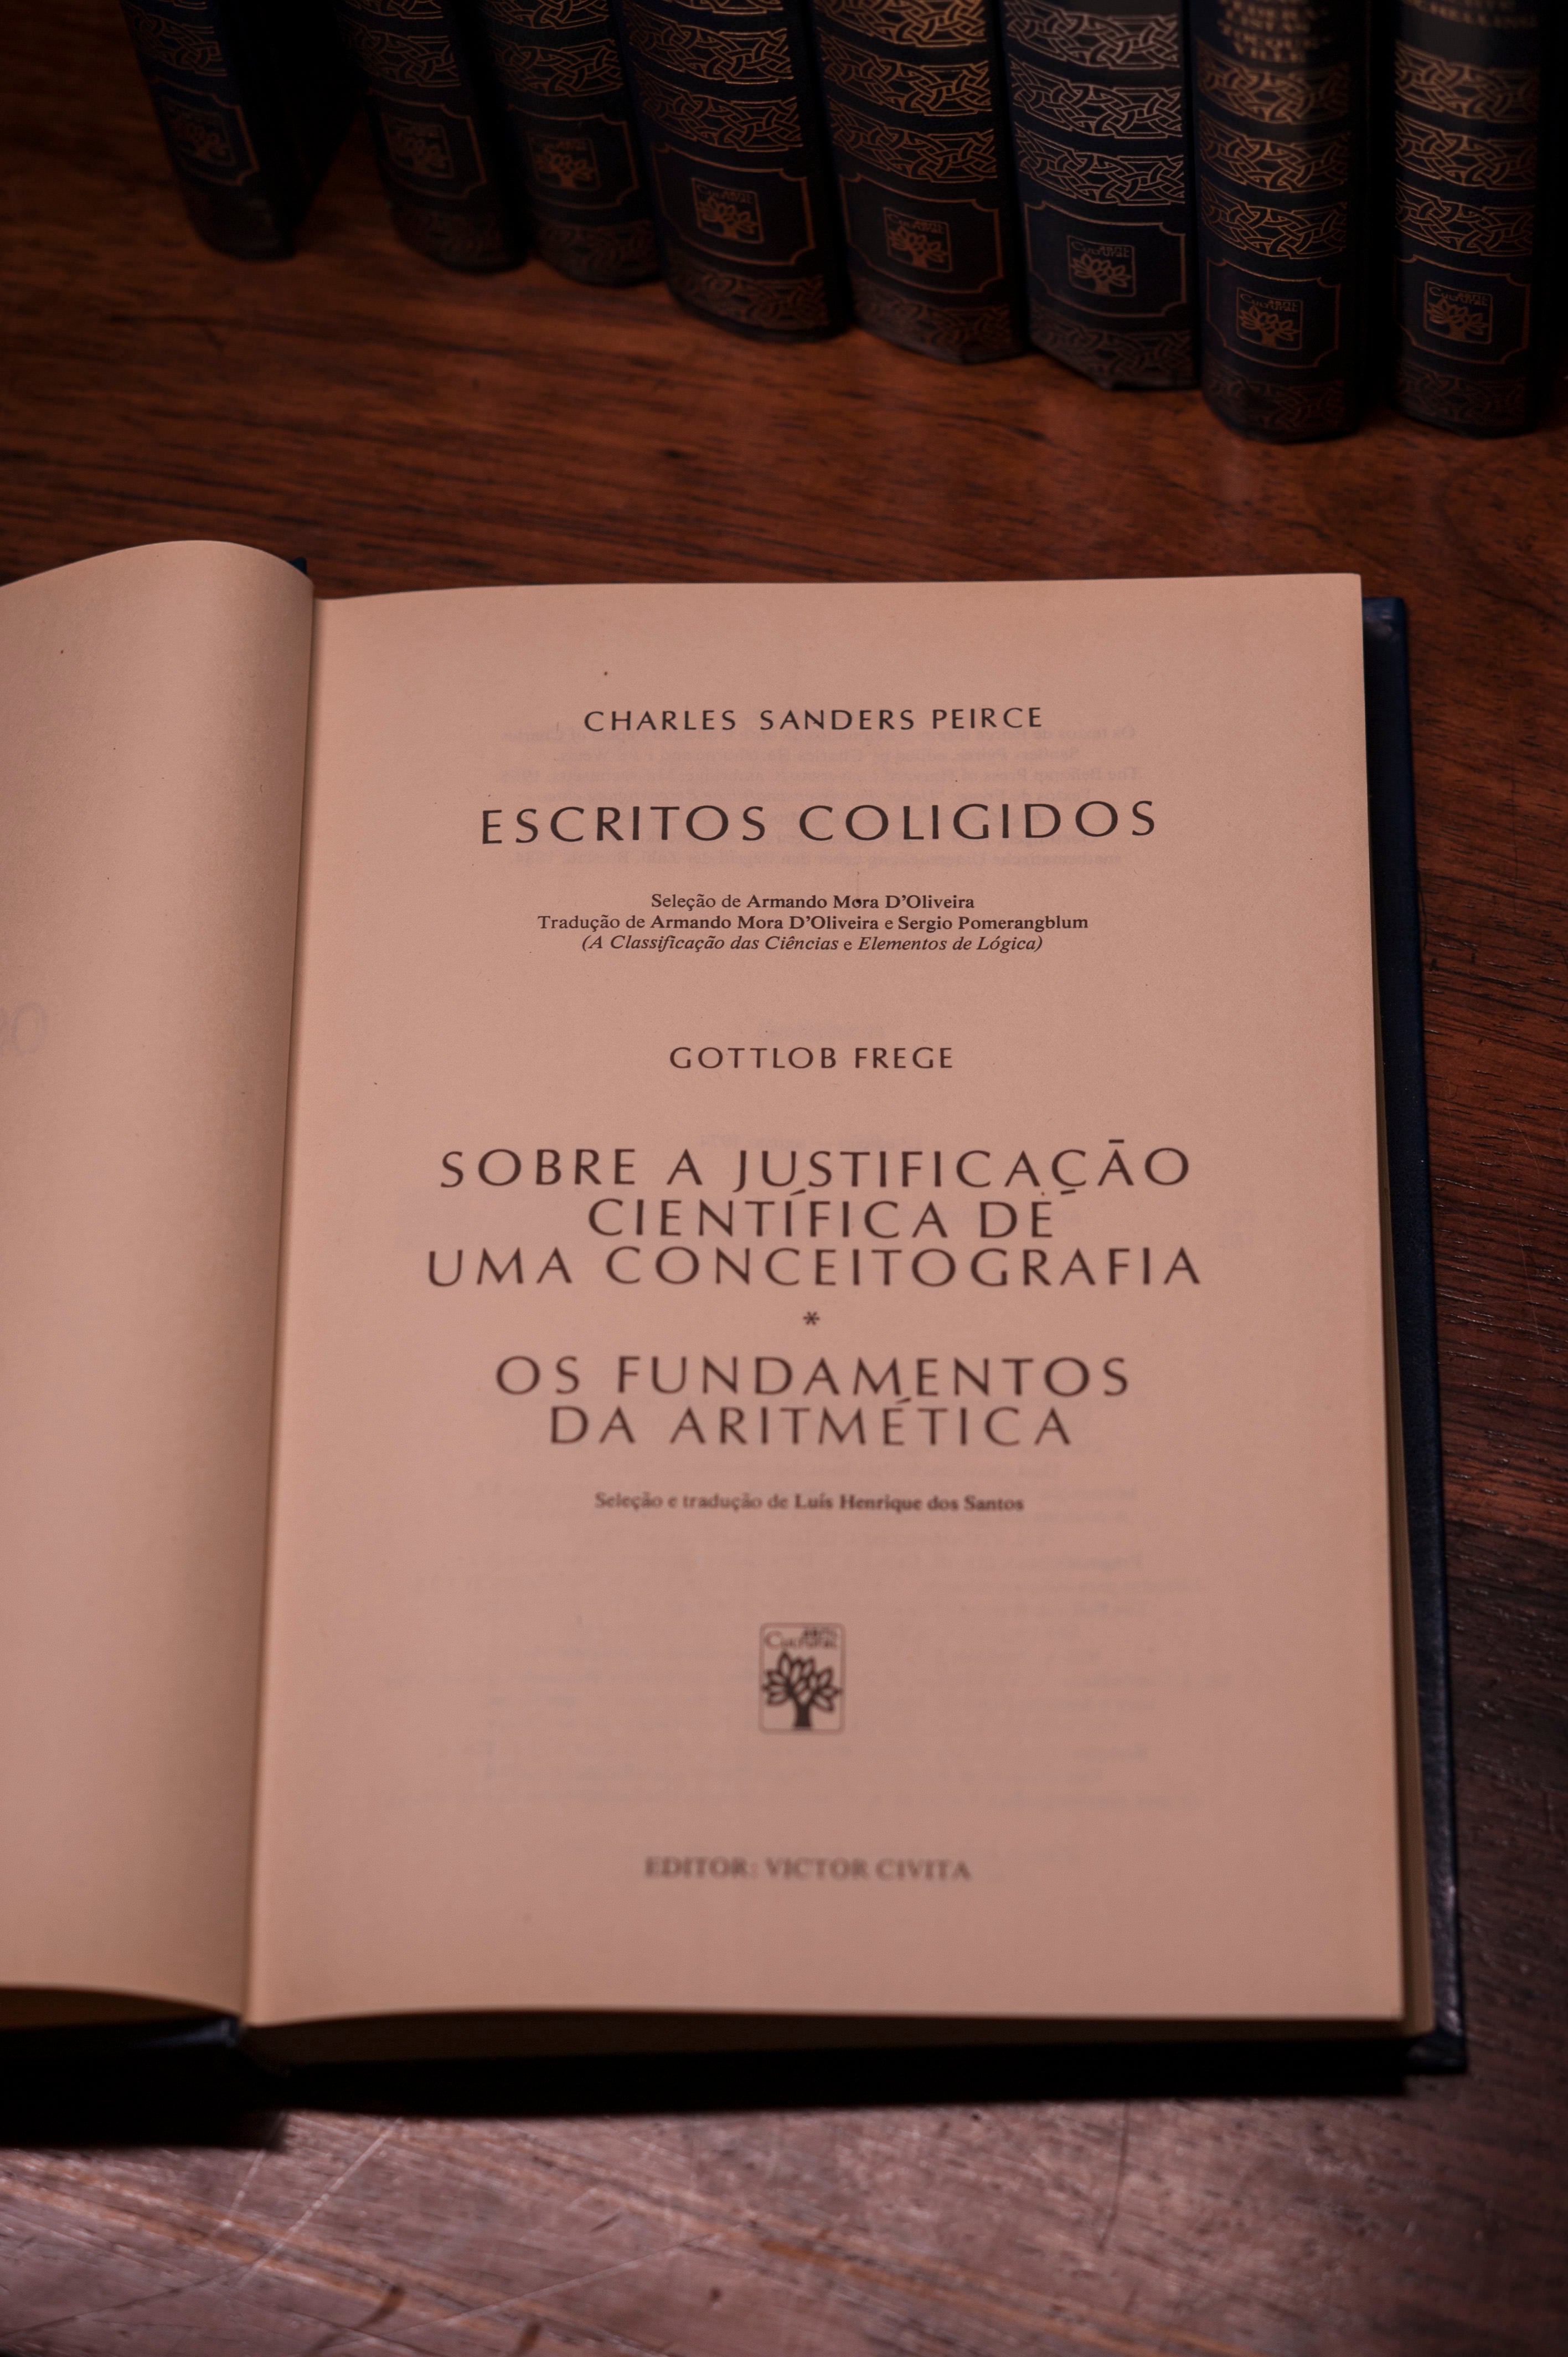 CHARLES SANDERS PEIRCE
ESCRITOS COLIGIDOS
Seleção de Armando Mora D'Oliveira
Tradução de Armando Mora D'Oliveira e Sergio Pomerangblum
(A Classificação das Ciências e Elementos de Lógica)
GOTTLOB FREGE
SOBRE A JUSTIFICAÇÃO
CIENTÍFICA DE
UMA CONCEITOGRAFIA
*
OS FUNDAMENTOS
DA ARITMÉTICA
Seleção e tradução de Luís Henrique dos Santos
ABRIL
CULTURAL
EDITOR: VICTOR CIVITA